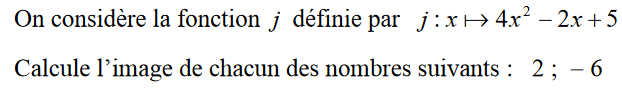 On considère la fonction j définie par j : x ↦ 4x² − 2x + 5
Calcule l'image de chacun des nombres suivants : 2 ; − 6